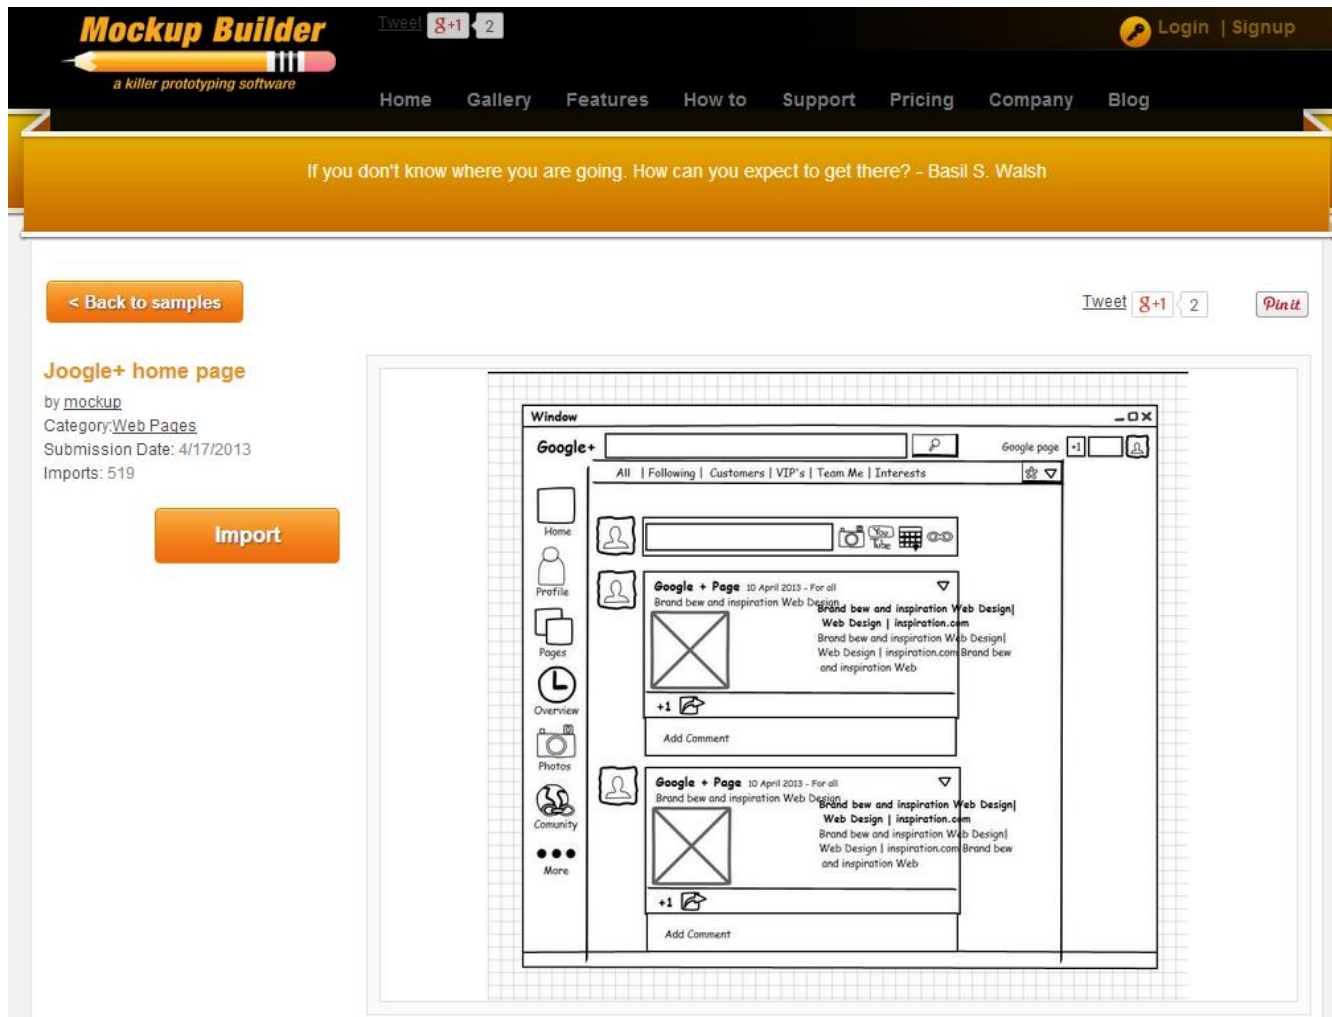 Mockup Builder
a killer prototyping software
Tweet g+1 2
Login | Signup
Home Gallery Features How to Support Pricing Company Blog
If you don't know where you are going. How can you expect to get there? - Basil S. Walsh
< Back to samples
Tweet g+1 2 Pin it
Joogle+ home page
by mockup
Category:Web Pages
Submission Date: 4/17/2013
Imports: 519
Import
Window
Google+
Google page +1
All | Following | Customers | VIP's | Team Me | Interests
Home
You Tube
Profile
Pages
Overview
Photos
Comunity
More
Google + Page 10 April 2013 - For all
Brand bew and inspiration Web Design
Brand bew and inspiration Web Design|
Web Design | inspiration.com
Brand bew and inspiration Web Design|
Web Design | inspiration.com Brand bew
and inspiration Web
+1
Add Comment
Google + Page 10 April 2013 - For all
Brand bew and inspiration Web Design
Brand bew and inspiration Web Design|
Web Design | inspiration.com
Brand bew and inspiration Web Design|
Web Design | inspiration.com Brand bew
and inspiration Web
+1
Add Comment